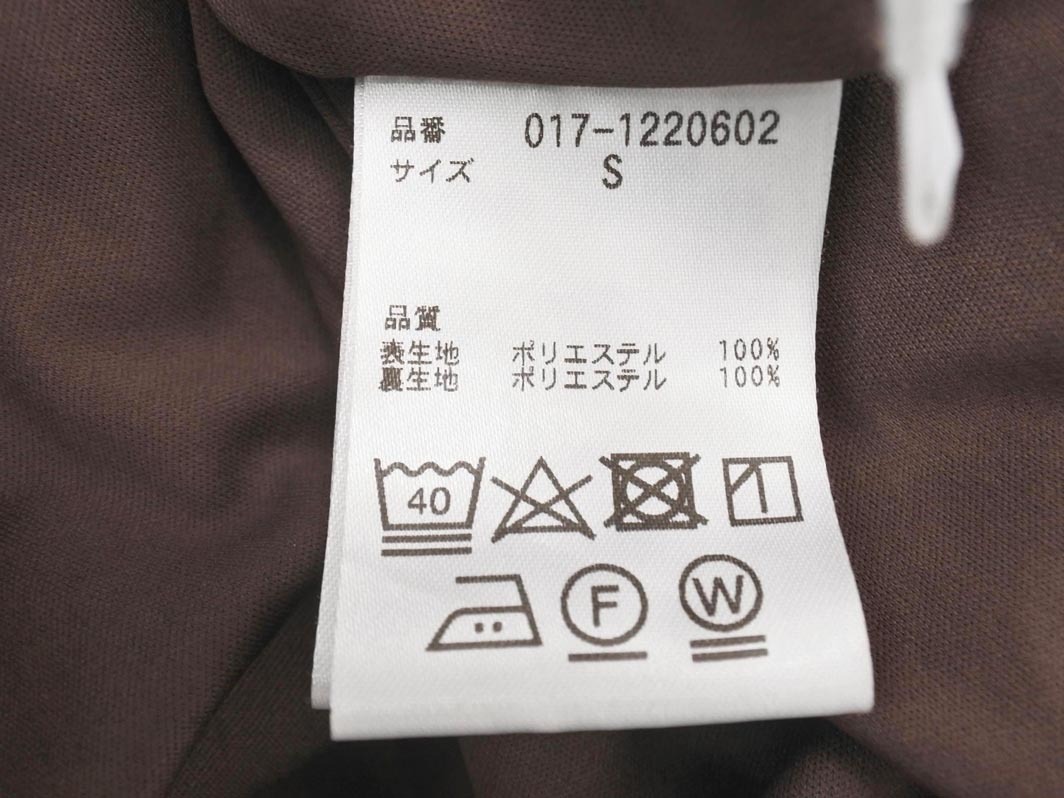 品番 017-1220602
サイズ S
品質
表生地 ポリエステル 100%
裏生地 ポリエステル 100%
40
F W